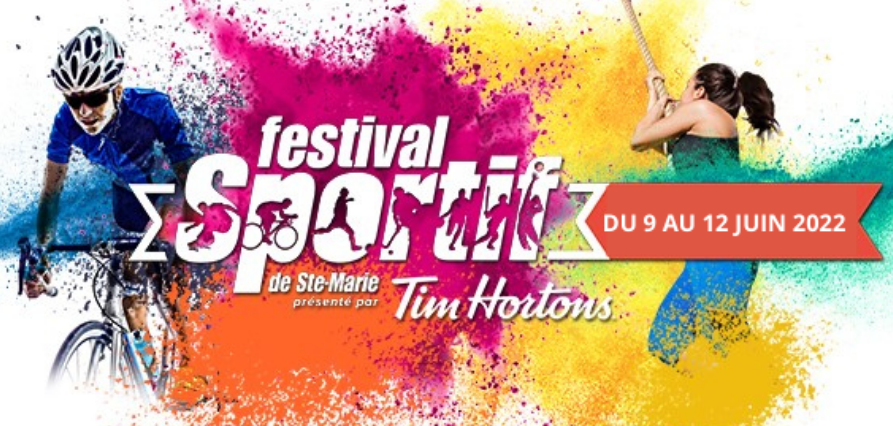 festival
Sportif
DU 9 AU 12 JUIN 2022
de Ste-Marie
présenté par
Tim Hortons